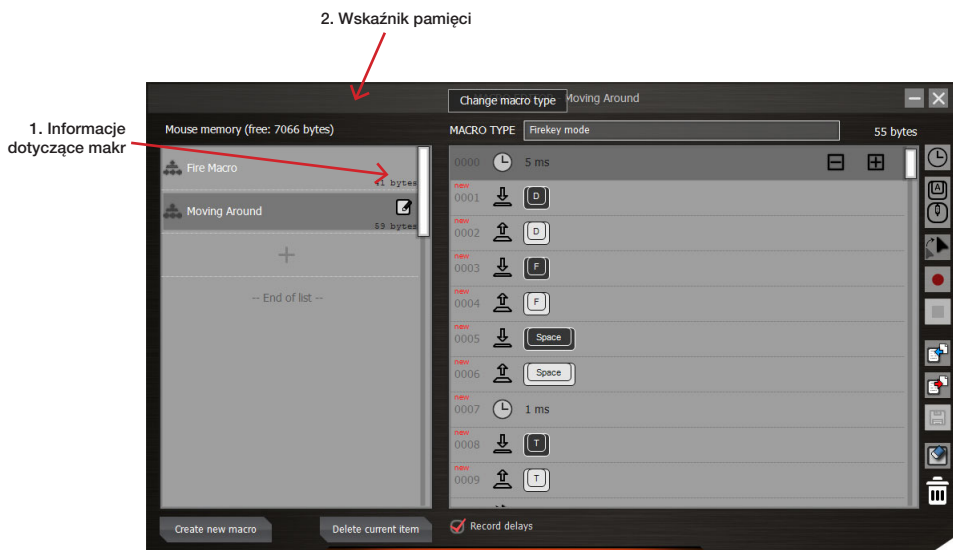 2. Wskaźnik pamięci
1. Informacje
dotyczące makr
Change macro type
Moving Around
Mouse memory (free: 7066 bytes)
MACRO TYPE
Firekey mode
55 bytes
Fire Macro
41 bytes
Moving Around
59 bytes
-- End of list --
0000
5 ms
new
0001
D
new
0002
D
new
0003
F
new
0004
F
new
0005
Space
new
0006
Space
new
0007
1 ms
new
0008
T
new
0009
T
A
Create new macro
Delete current item
Record delays